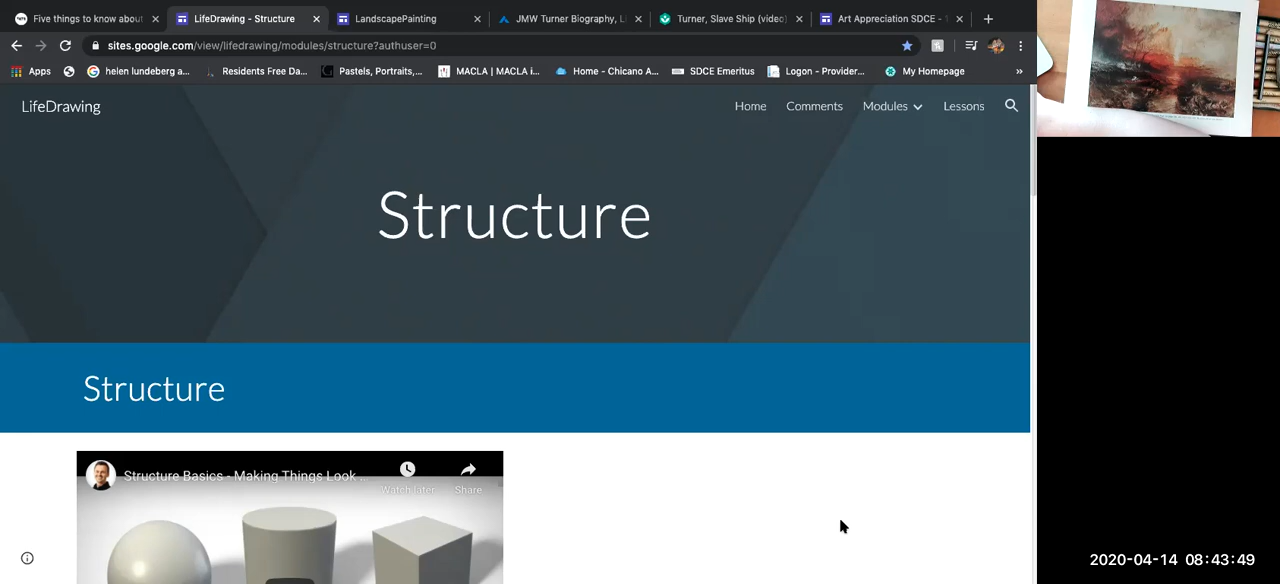 Five things to know about
LifeDrawing - Structure
LandscapePainting
JMW Turner Biography, L
Turner, Slave Ship (video)
Art Appreciation SDCE -
sites.google.com/view/lifedrawing/modules/structure?authuser=0
Apps
helen lundeberg a...
Residents Free Da...
Pastels, Portraits,...
MACLA | MACLA i...
Home - Chicano A...
SDCE Emeritus
Logon - Provider...
My Homepage
»
LifeDrawing
Home
Comments
Modules
Lessons
Structure
Structure
Structure Basics - Making Things Look ...
Watch later
Share
2020-04-14 08:43:49